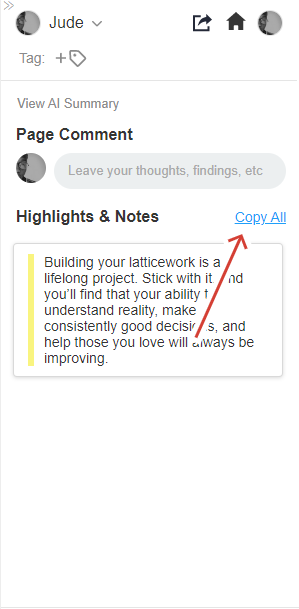 Jude
Tag:
View AI Summary
Page Comment
Leave your thoughts, findings, etc
Highlights & Notes Copy All
Building your latticework is a
lifelong project. Stick with it and
you'll find that your ability
understand reality, make
consistently good decisions, and
help those you love will always be
improving.